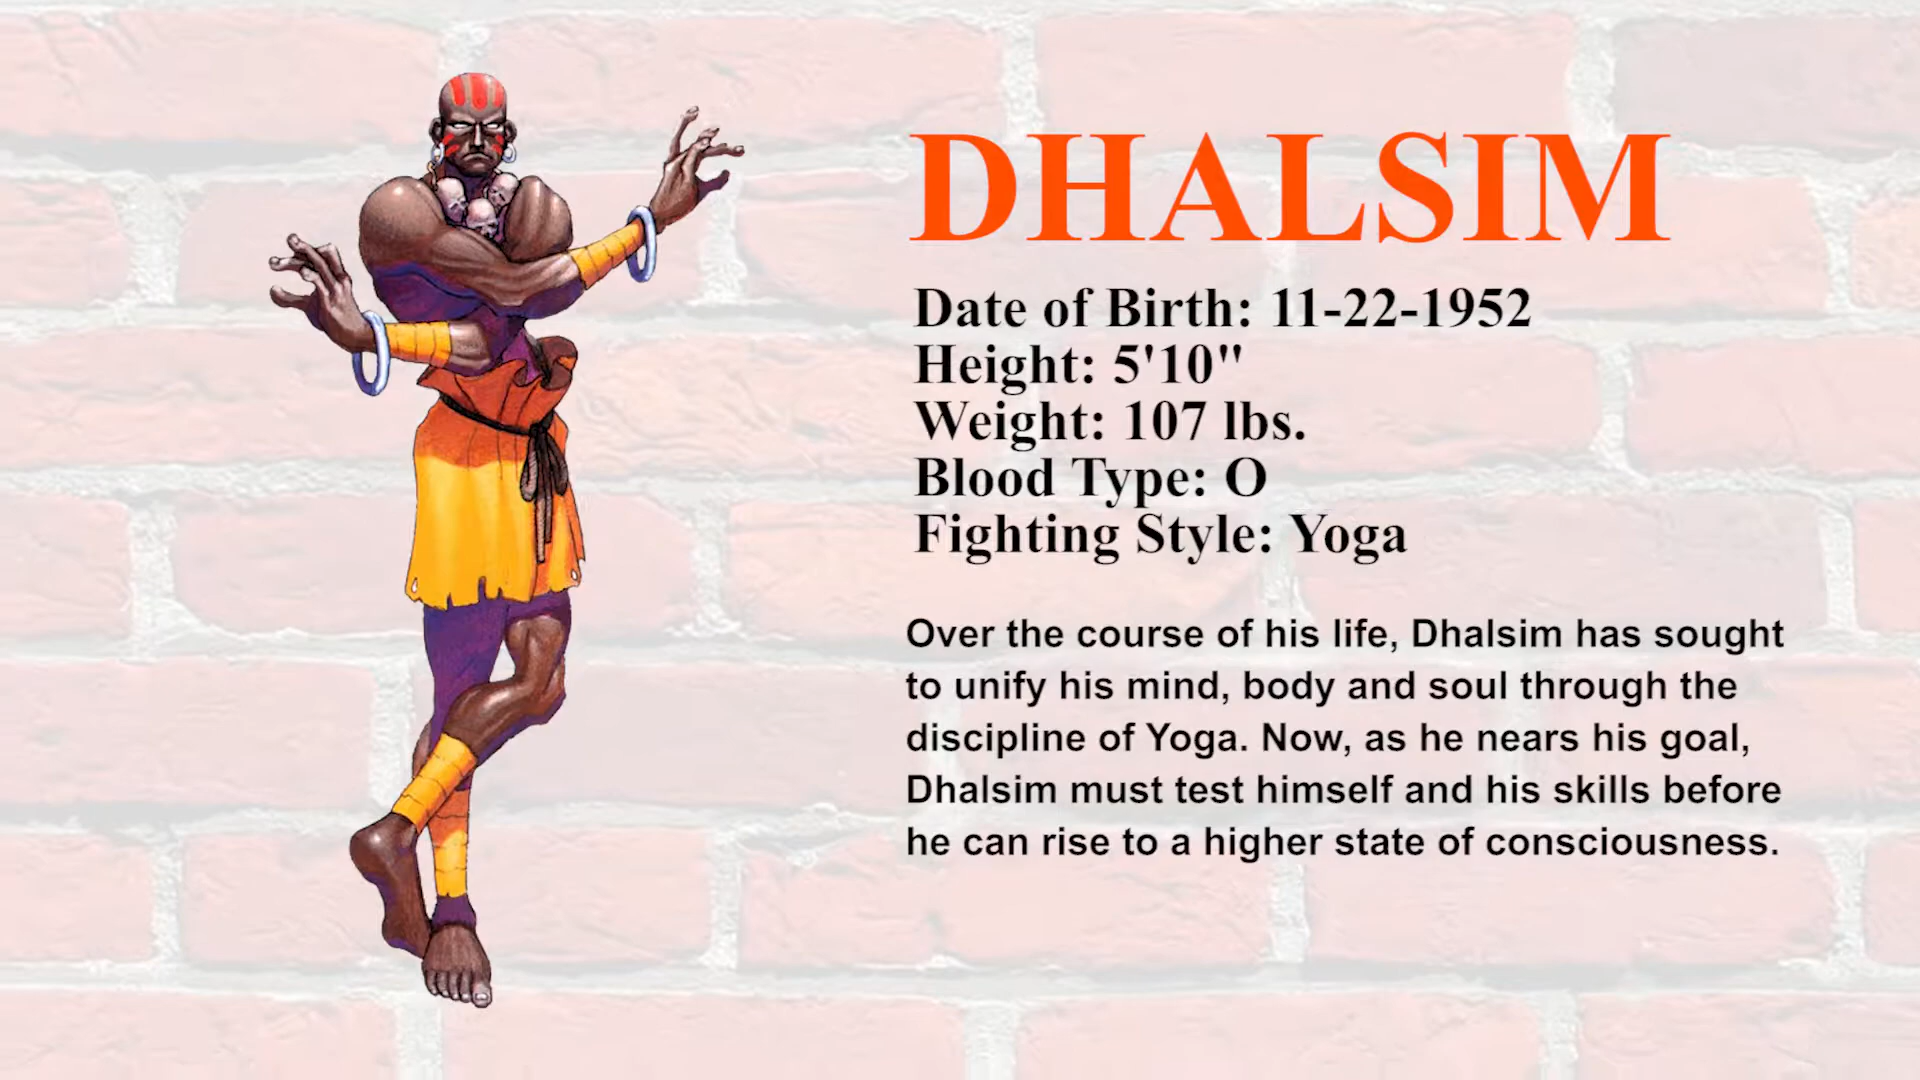 DHALSIM
Date of Birth: 11-22-1952
Height: 5'10"
Weight: 107 lbs.
Blood Type: O
Fighting Style: Yoga
Over the course of his life, Dhalsim has sought
to unify his mind, body and soul through the
discipline of Yoga. Now, as he nears his goal,
Dhalsim must test himself and his skills before
he can rise to a higher state of consciousness.